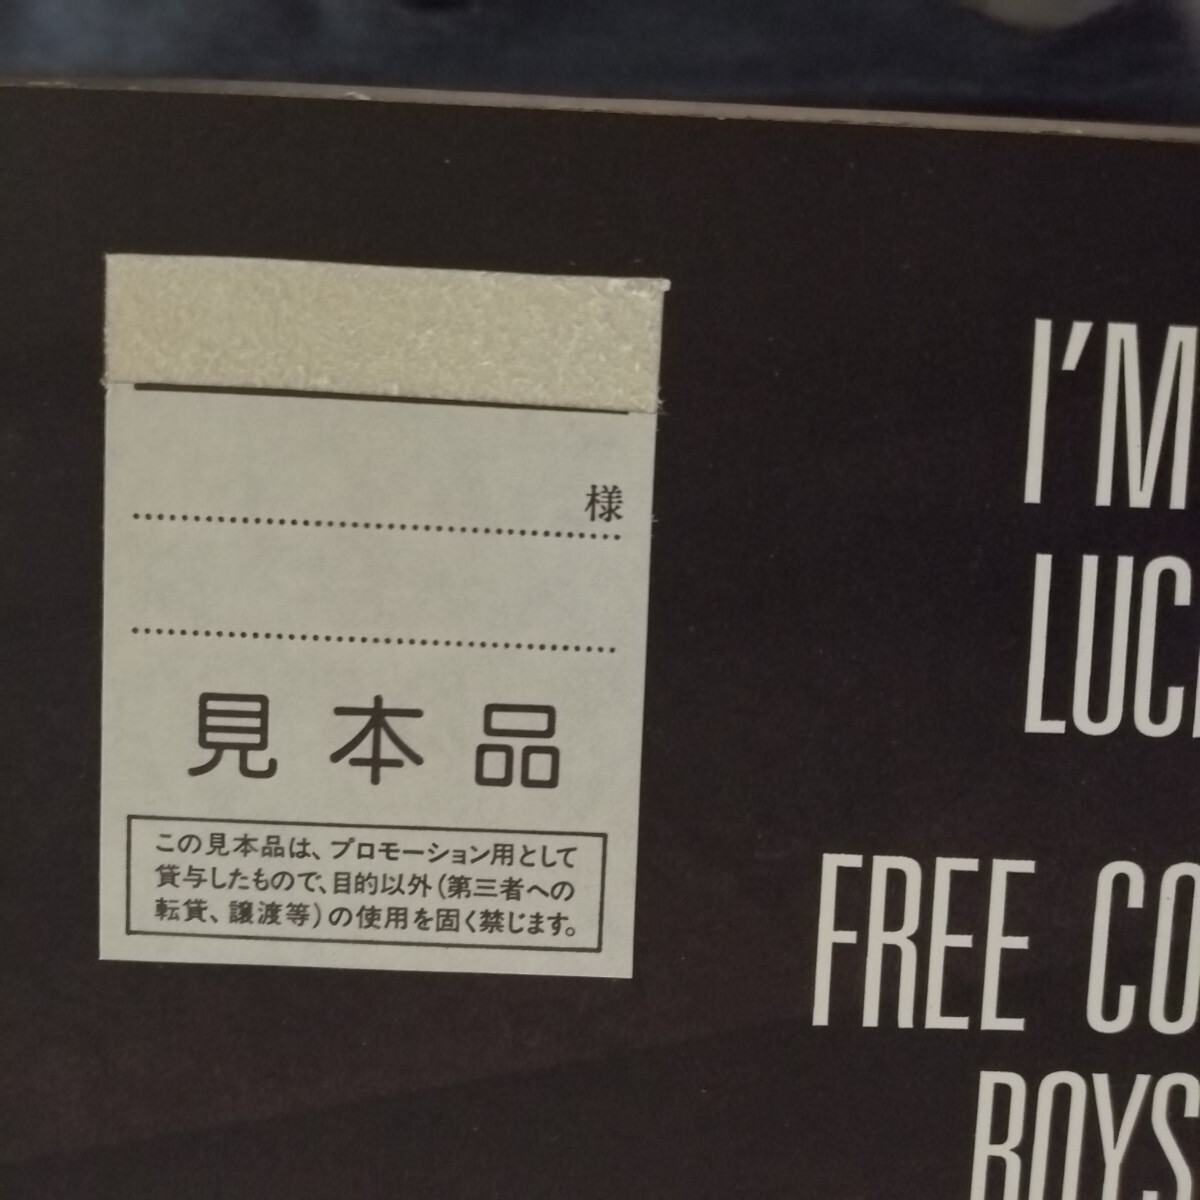 様
見本品
この見本品は、プロモーション用として
貸与したもので、目的以外(第三者への
転貸、譲渡等)の使用を固く禁じます。
I'M
LUC
FREE CO
BOYS